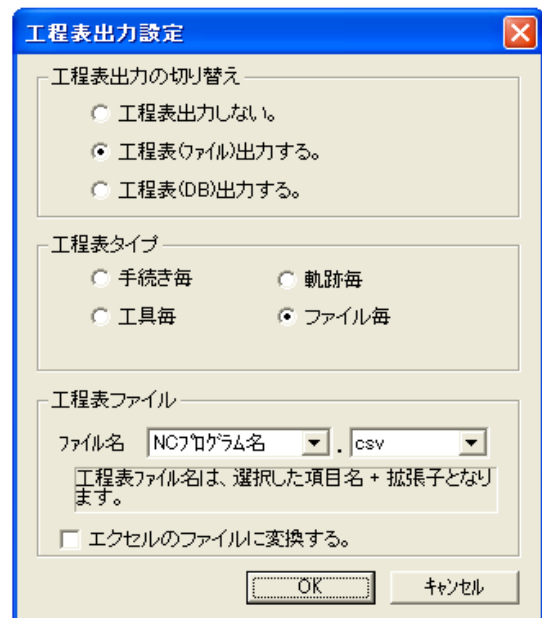 工程表出力設定
工程表出力の切り替え
工程表出力しない。
工程表(ファイル)出力する。
工程表(DB)出力する。
工程表タイプ
手続き毎 軌跡毎
工具毎 ファイル毎
工程表ファイル
ファイル名 NCプログラム名 . csv
工程表ファイル名は、選択した項目名 + 拡張子となり
ます。
エクセルのファイルに変換する。
OK キャンセル